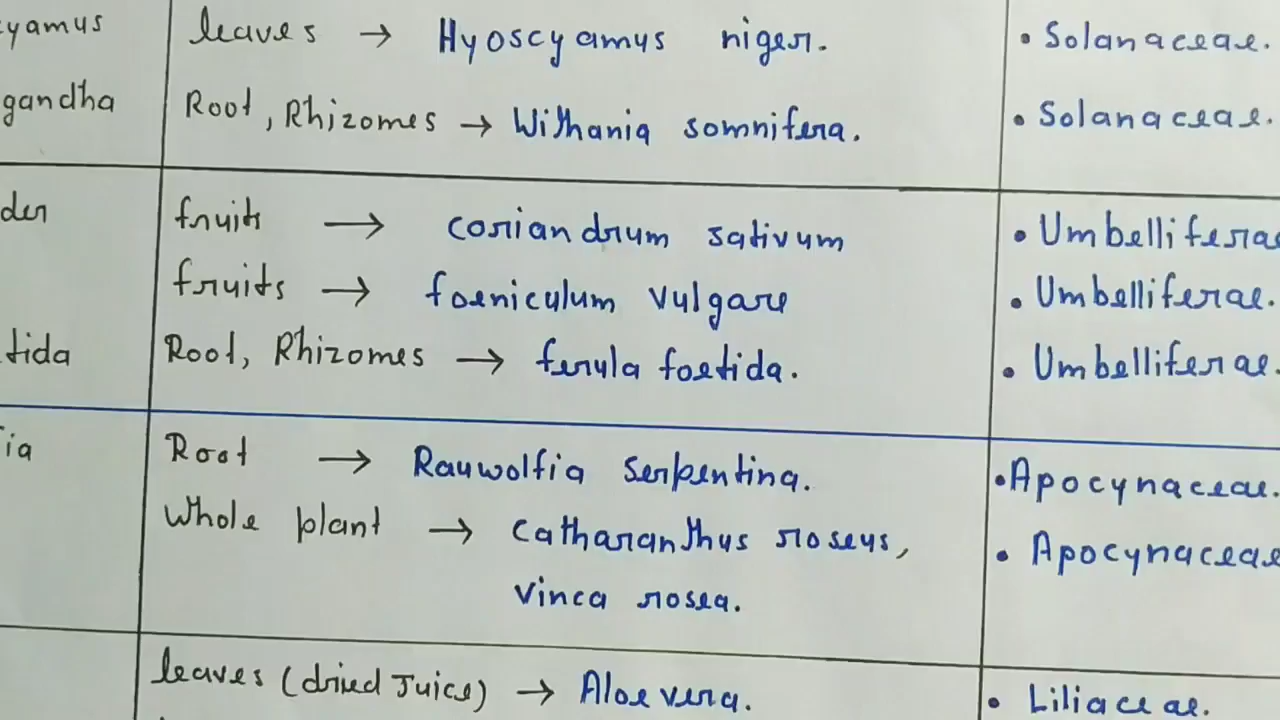 yamus leaves → Hyoscyamus niger. • Solanaceae.
gandha Root, Rhizomes → Withania somnifera. • Solanaceae.
der fruits → coriandrum sativum • Umbelliferae
fruits → foeniculum vulgare • Umbelliferae.
tida Root, Rhizomes → ferula foetida. • Umbelliferae.
ia Root → Rauwolfia serpentina. • Apocynaceae.
Whole plant → Catharanthus roseus, • Apocynaceae
Vinca rosea.
leaves (dried Juice) → Aloe vera. • Liliaceae.